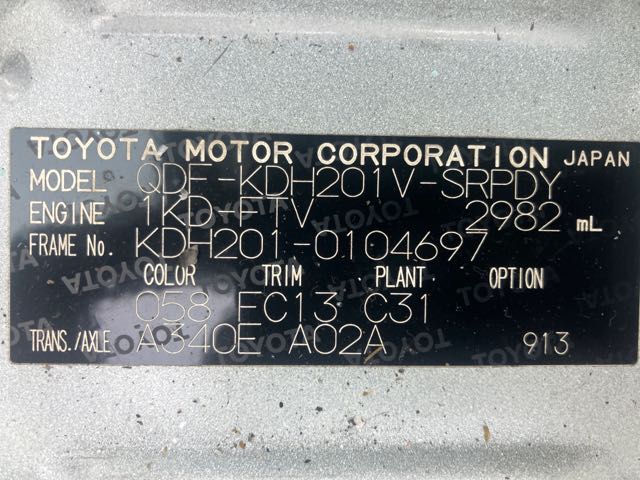 TOYOTA MOTOR CORPORATION JAPAN
MODEL QDF-KDH201V-SRPDY
ENGINE 1KD-FTV 2982 mL
FRAME No. KDH201-0104697
COLOR TRIM PLANT OPTION
058 FC13 C31
TRANS./AXLE A340E A02A 913